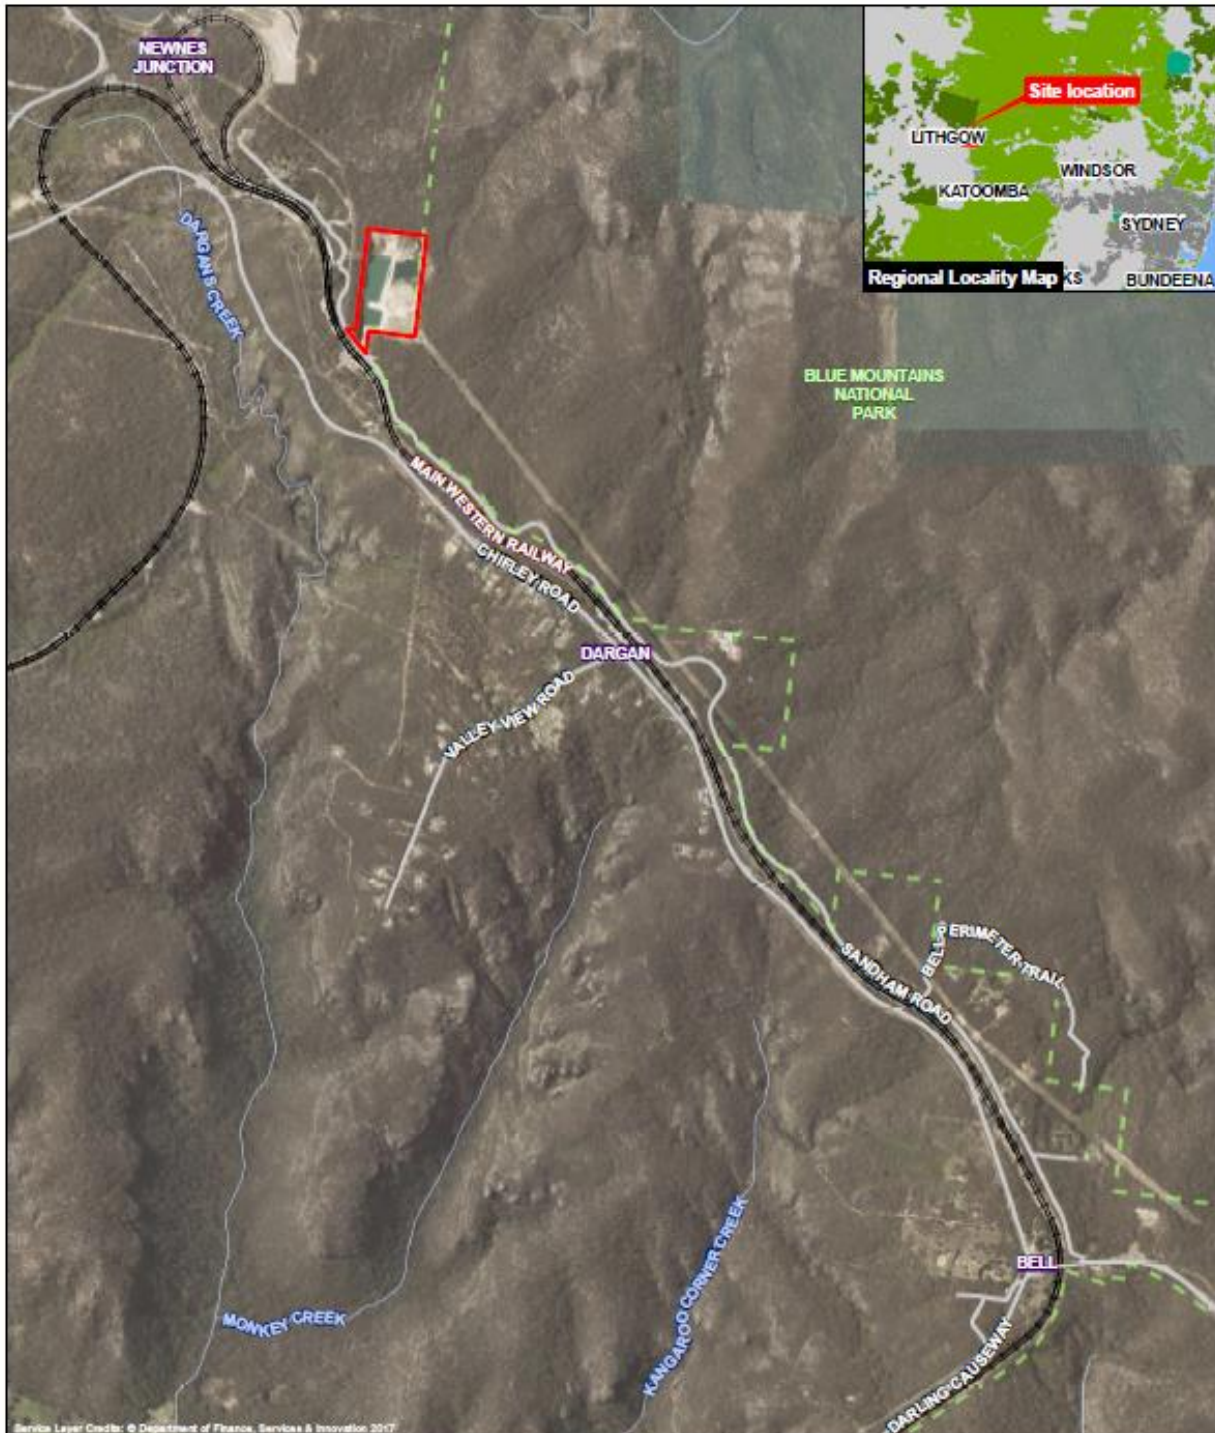 NEWNES
JUNCTION
Site location
LITHGOW
WINDSOR
KATOOMBA
SYDNEY
Regional Locality Map
KS
BUNDEENA
DARGANS CREEK
BLUE MOUNTAINS
NATIONAL
PARK
MAIN WESTERN RAILWAY
CHIFLEY ROAD
DARGAN
VALLEY VIEW ROAD
BELL PERIMETER TRAIL
SANDHAM ROAD
KANGAROO CORNER CREEK
BELL
MONKEY CREEK
DARLING CAUSEWAY
Service Layer Credits: © Department of Finance, Services & Innovation 2017